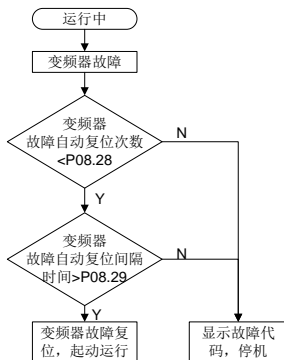 运行中
变频器故障
变频器
故障自动复位次数
<P08.28
N
Y
变频器
故障自动复位间隔
时间>P08.29
N
Y
变频器故障复
位，起动运行
显示故障代
码，停机